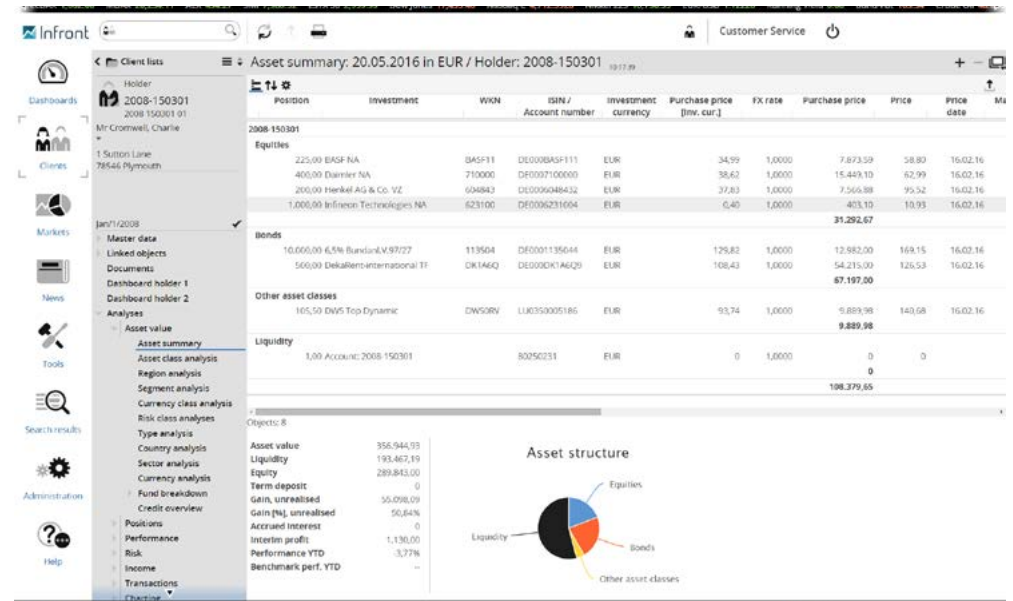 Infront
Customer Service
Client lists
Asset summary: 20.05.2016 in EUR / Holder: 2008-150301 10:17:39
Dashboards
Clients
Markets
News
Tools
Search results
Administration
Help
Holder
2008-150301
2008 150301 01
Mr Cromwell, Charlie
1 Sutton Lane
78546 Plymouth
Jan/1/2008
Master data
Linked objects
Documents
Dashboard holder 1
Dashboard holder 2
Analyses
Asset value
Asset summary
Asset class analysis
Region analysis
Segment analysis
Currency class analysis
Risk class analyses
Type analysis
Country analysis
Sector analysis
Currency analysis
Fund breakdown
Credit overview
Positions
Performance
Risk
Income
Transactions
Charting
Position Investment WKN ISIN / Account number Investment currency Purchase price [Inv. cur.] FX rate Purchase price Price Price date Ma
2008-150301
Equities
225,00 BASF NA BASF11 DE000BASF111 EUR 34,99 1,0000 7.873,59 58,80 16.02.16
400,00 Daimler NA 710000 DE0007100000 EUR 38,62 1,0000 15.449,10 62,99 16.02.16
200,00 Henkel AG & Co. VZ 604843 DE0006048432 EUR 37,83 1,0000 7.566,88 95,52 16.02.16
1.000,00 Infineon Technologies NA 623100 DE0006231004 EUR 0,40 1,0000 403,10 10,93 16.02.16
31.292,67
Bonds
10.000,00 6,5% BundanLV.97/27 113504 DE0001135044 EUR 129,82 1,0000 12.982,00 169,15 16.02.16
500,00 DekaRent-international TF DK1A6Q DE000DK1A6Q9 EUR 108,43 1,0000 54.215,00 126,53 16.02.16
67.197,00
Other asset classes
105,50 DWS Top Dynamic DWS0RV LU0350005186 EUR 93,74 1,0000 9.889,98 140,68 16.02.16
9.889,98
Liquidity
1,00 Account: 2008-150301 80250231 EUR 0 1,0000 0 0
0
108.379,65
Objects: 8
Asset value 356.944,93
Liquidity 193.467,19
Equity 289.843,00
Term deposit 0
Gain, unrealised 55.098,09
Gain [%], unrealised 50,84%
Accrued Interest 0
Interim profit 1.130,00
Performance YTD -3,77%
Benchmark perf. YTD --
Asset structure
Equities
Liquidity
Bonds
Other asset classes